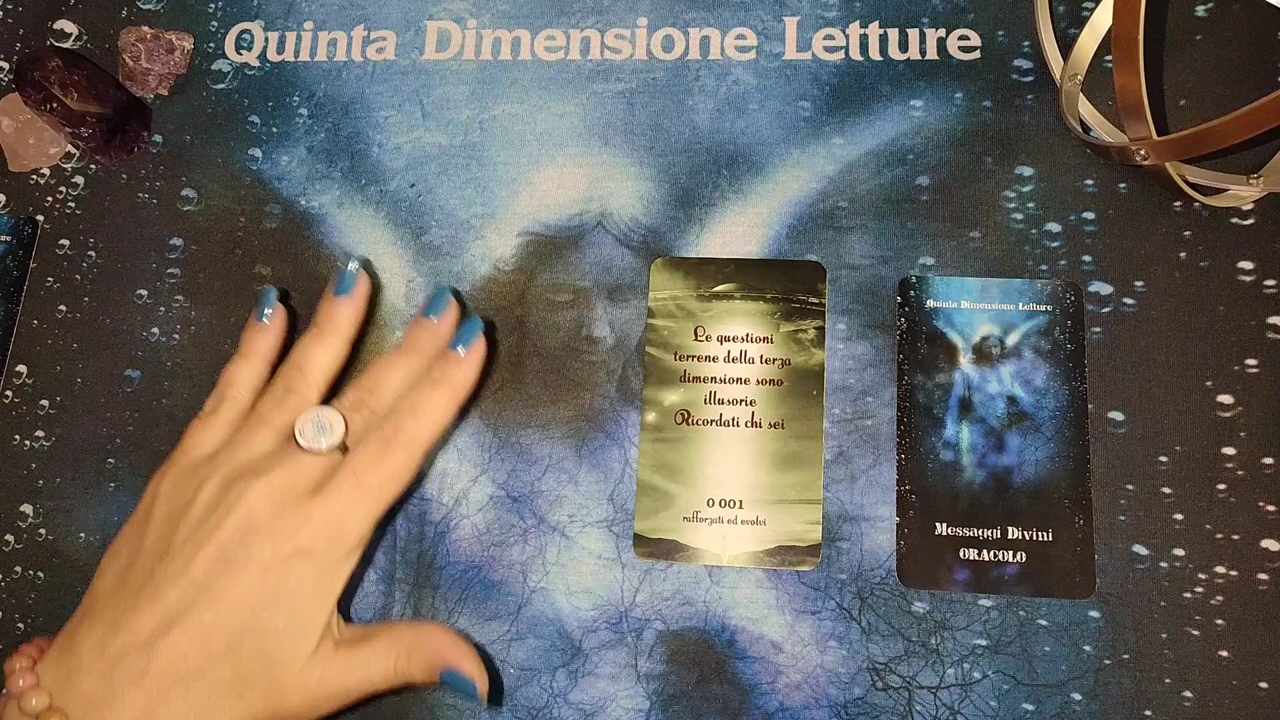 Quinta Dimensione Letture
Le questioni
terrene della terza
dimensione sono
illusorie
Ricordati chi sei
0 001
rafforzati ed evolvi
Quinta Dimensione Letture
Messaggi Divini
ORACOLO